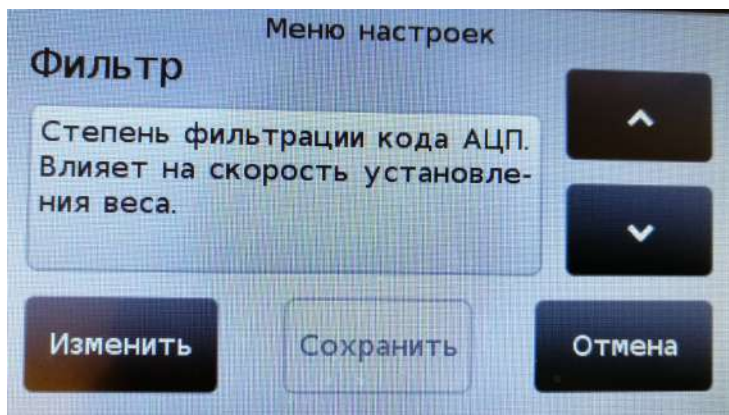 Меню настроек
Фильтр
Степень фильтрации кода АЦП.
Влияет на скорость установле-
ния веса.
Изменить
Сохранить
Отмена